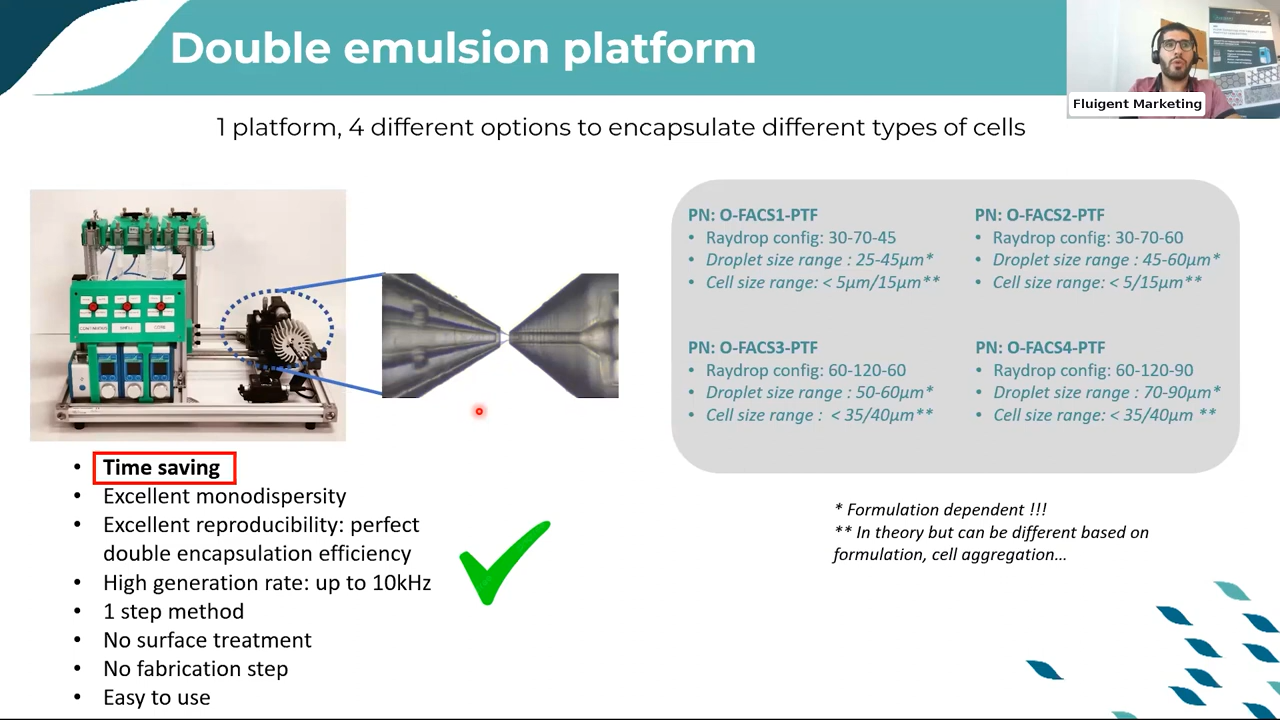 Double emulsion platform
Fluigent Marketing
1 platform, 4 different options to encapsulate different types of cells
PN: O-FACS1-PTF
• Raydrop config: 30-70-45
• Droplet size range : 25-45µm*
• Cell size range: < 5µm/15µm**
PN: O-FACS2-PTF
• Raydrop config: 30-70-60
• Droplet size range : 45-60µm*
• Cell size range: < 5/15µm**
PN: O-FACS3-PTF
• Raydrop config: 60-120-60
• Droplet size range : 50-60µm*
• Cell size range : < 35/40µm**
PN: O-FACS4-PTF
• Raydrop config: 60-120-90
• Droplet size range : 70-90µm*
• Cell size range: < 35/40µm **
• Time saving
• Excellent monodispersity
• Excellent reproducibility: perfect
double encapsulation efficiency
• High generation rate: up to 10kHz
• 1 step method
• No surface treatment
• No fabrication step
• Easy to use
* Formulation dependent !!!
** In theory but can be different based on
formulation, cell aggregation...